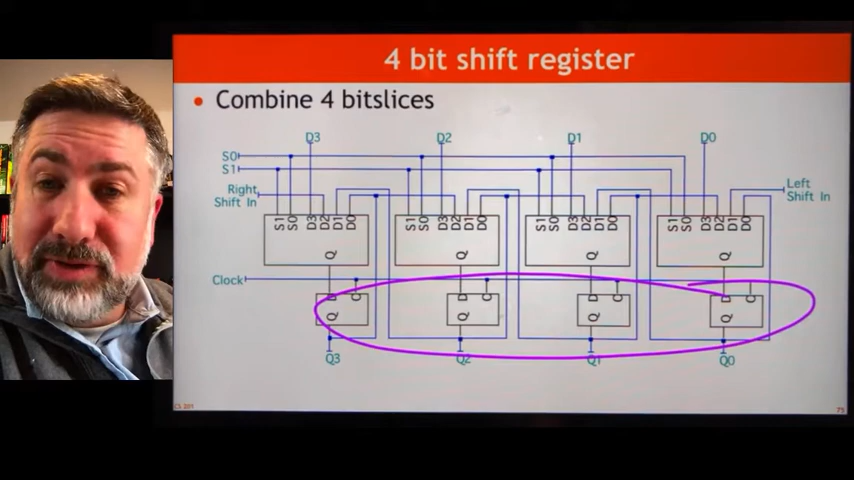 4 bit shift register
• Combine 4 bitslices
D3 D2 D1 D0
S0
S1
Right Left
Shift In Shift In
S1 S0 D3 D2 D1 D0 S1 S0 D3 D2 D1 D0 S1 S0 D3 D2 D1 D0 S1 S0 D3 D2 D1 D0
Q Q Q Q
Clock
D C D C D C D C
Q Q Q Q
Q3 Q2 Q1 Q0